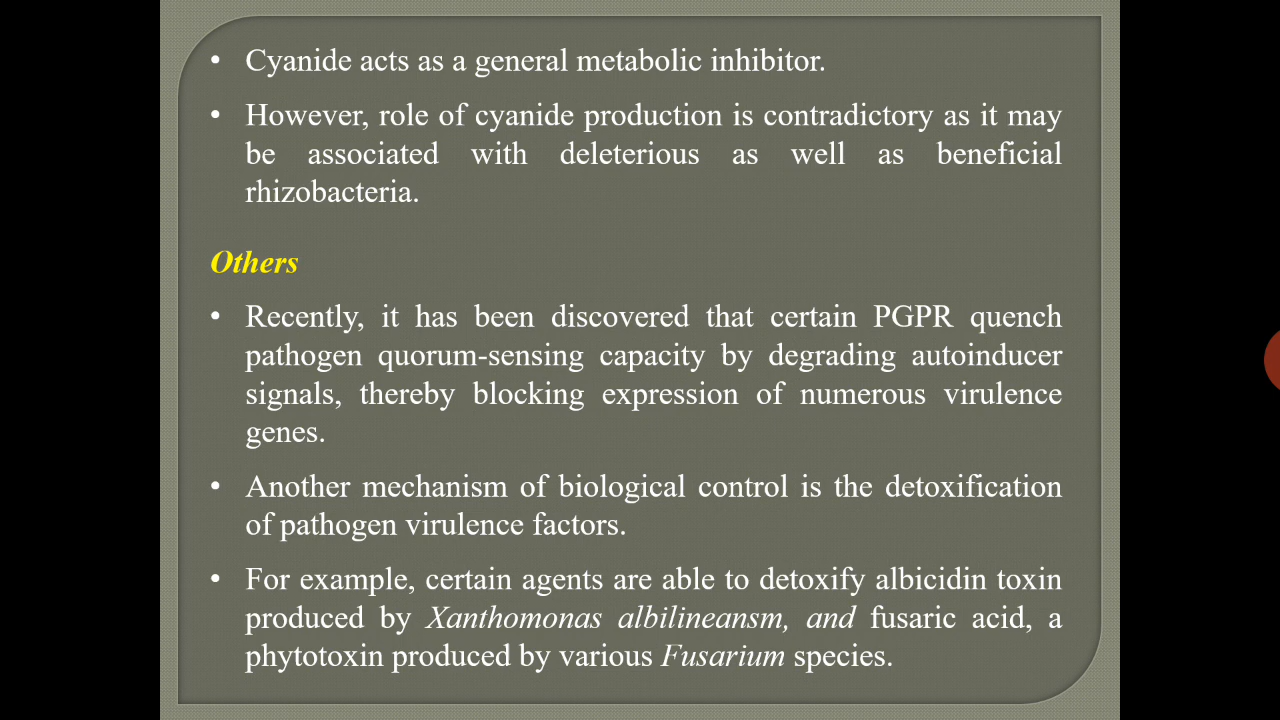 • Cyanide acts as a general metabolic inhibitor.
• However, role of cyanide production is contradictory as it may
be associated with deleterious as well as beneficial
rhizobacteria.
Others
• Recently, it has been discovered that certain PGPR quench
pathogen quorum-sensing capacity by degrading autoinducer
signals, thereby blocking expression of numerous virulence
genes.
• Another mechanism of biological control is the detoxification
of pathogen virulence factors.
• For example, certain agents are able to detoxify albicidin toxin
produced by Xanthomonas albilineansm, and fusaric acid, a
phytotoxin produced by various Fusarium species.